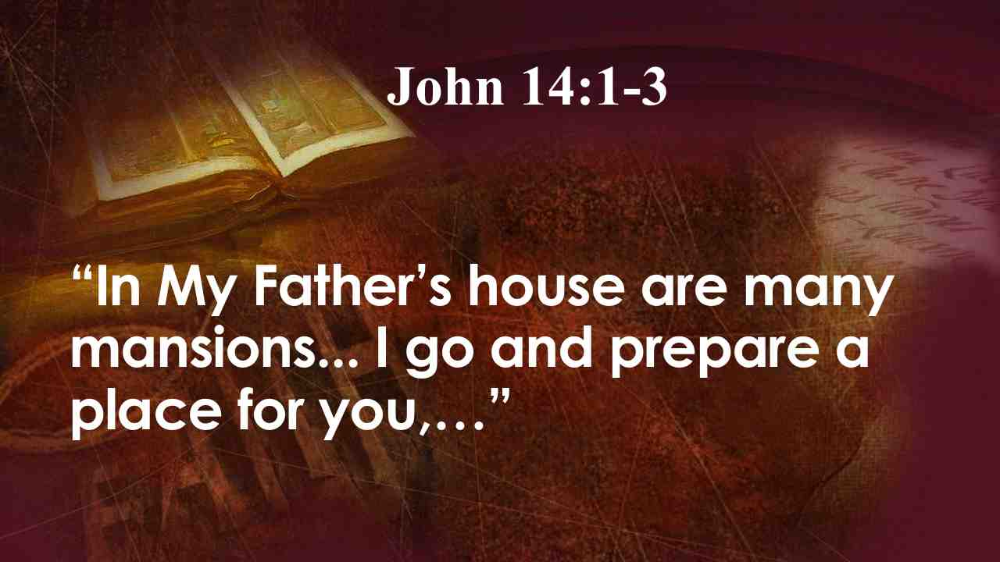 John 14:1-3
“In My Father’s house are many
mansions... I go and prepare a
place for you,…”